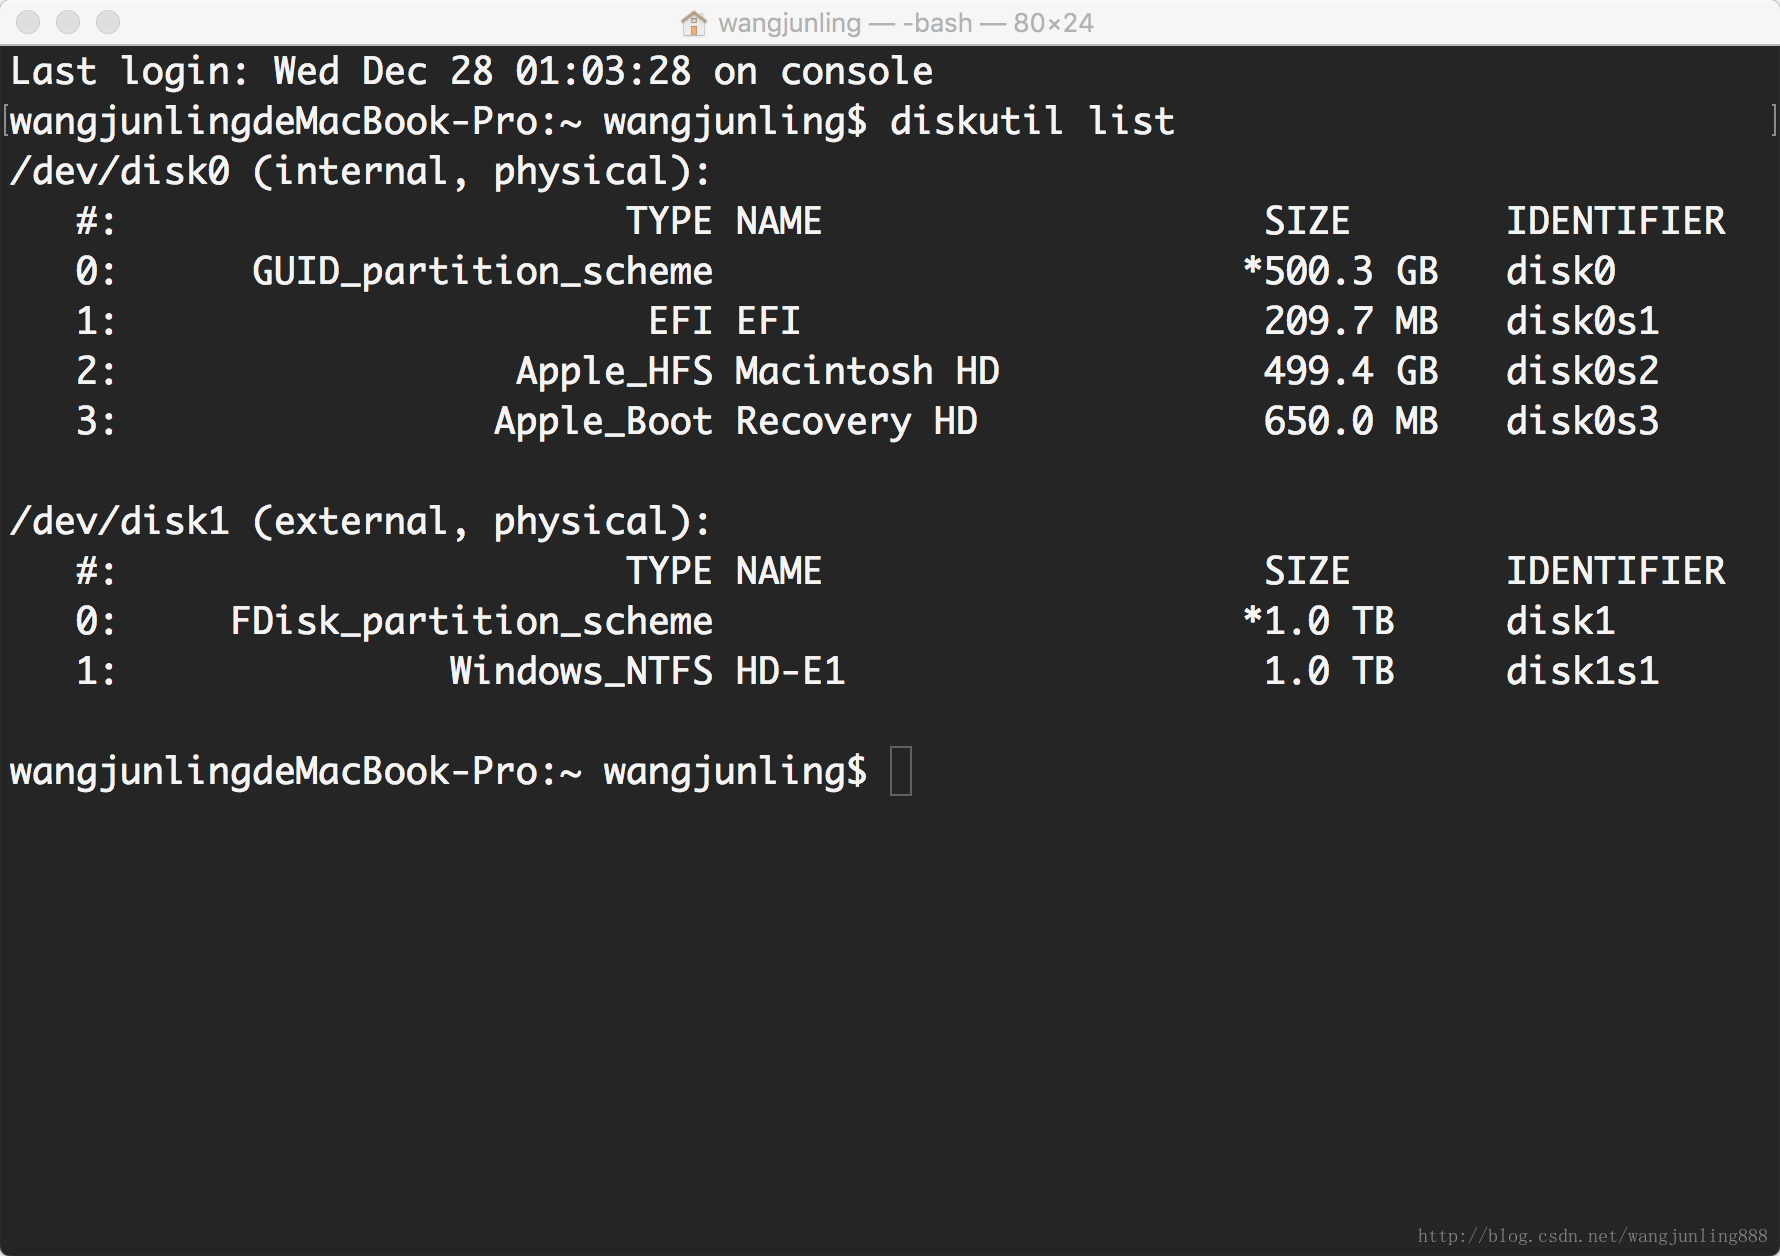 wangjunling — -bash — 80×24
Last login: Wed Dec 28 01:03:28 on console
[wangjunlingdeMacBook-Pro:~ wangjunling$ diskutil list ]
/dev/disk0 (internal, physical):
   #:                       TYPE NAME                    SIZE       IDENTIFIER
   0:      GUID_partition_scheme                        *500.3 GB   disk0
   1:                        EFI EFI                     209.7 MB   disk0s1
   2:                  Apple_HFS Macintosh HD            499.4 GB   disk0s2
   3:                 Apple_Boot Recovery HD             650.0 MB   disk0s3
/dev/disk1 (external, physical):
   #:                       TYPE NAME                    SIZE       IDENTIFIER
   0:     FDisk_partition_scheme                        *1.0 TB     disk1
   1:               Windows_NTFS HD-E1                   1.0 TB     disk1s1
wangjunlingdeMacBook-Pro:~ wangjunling$
http://blog.csdn.net/wangjunling888